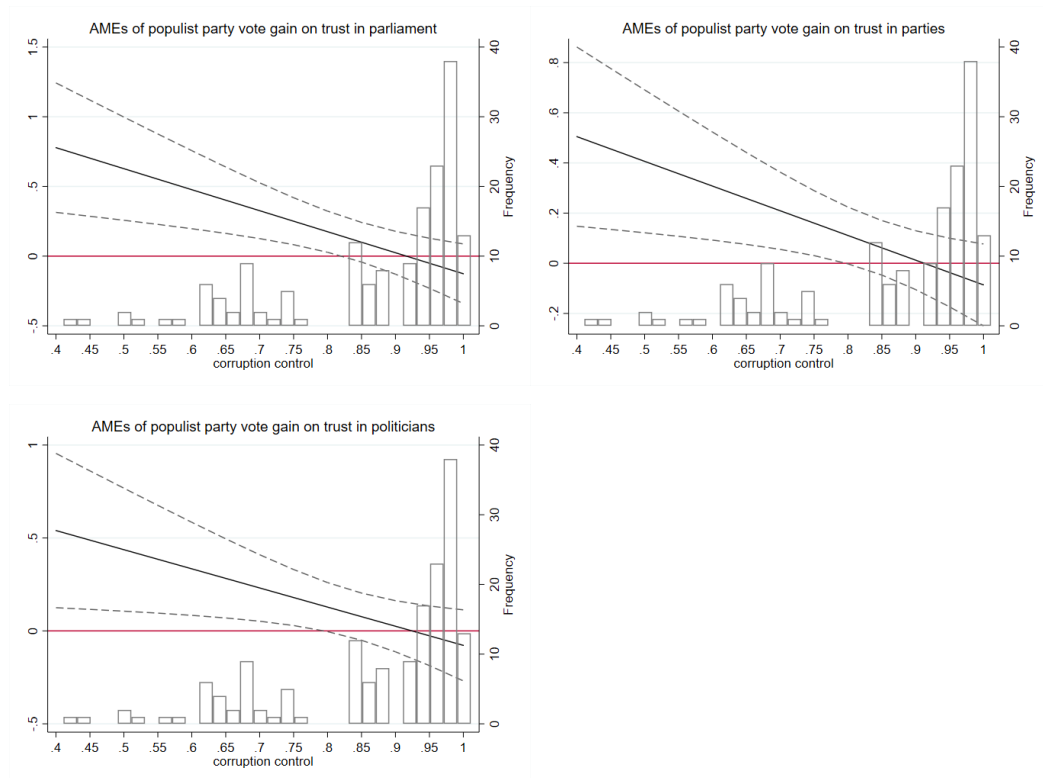 AMEs of populist party vote gain on trust in parliament
1.5
1
.5
0
-.5
40
30
20
10
0
Frequency
.4 .45 .5 .55 .6 .65 .7 .75 .8 .85 .9 .95 1
corruption control
AMEs of populist party vote gain on trust in parties
.8
.6
.4
.2
0
-.2
40
30
20
10
0
Frequency
.4 .45 .5 .55 .6 .65 .7 .75 .8 .85 .9 .95 1
corruption control
AMEs of populist party vote gain on trust in politicians
1
.5
0
-.5
40
30
20
10
0
Frequency
.4 .45 .5 .55 .6 .65 .7 .75 .8 .85 .9 .95 1
corruption control